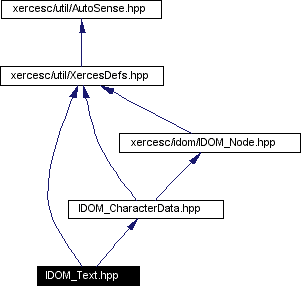 xercesc/util/AutoSense.hpp
xercesc/util/XercesDefs.hpp
xercesc/idom/IDOM_Node.hpp
IDOM_CharacterData.hpp
IDOM_Text.hpp